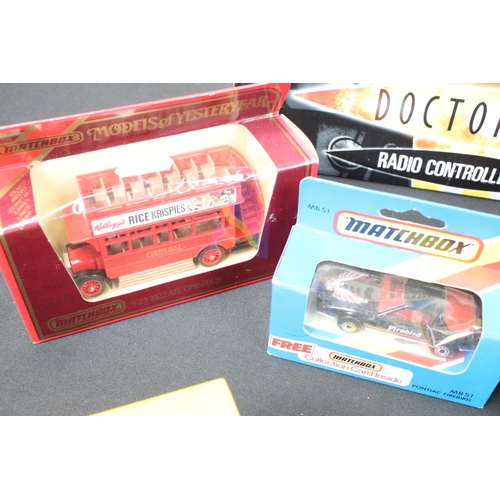 MATCHBOX
MODELS of YESTERYEAR
Kellogg's RICE KRISPIES
GENERAL
DOCTO
RADIO CONTROLL
MB 51
MATCHBOX
Firebird
FREE
MATCHBOX
Collection Card Inside
MB 51
PONTIAC FIREBIRD